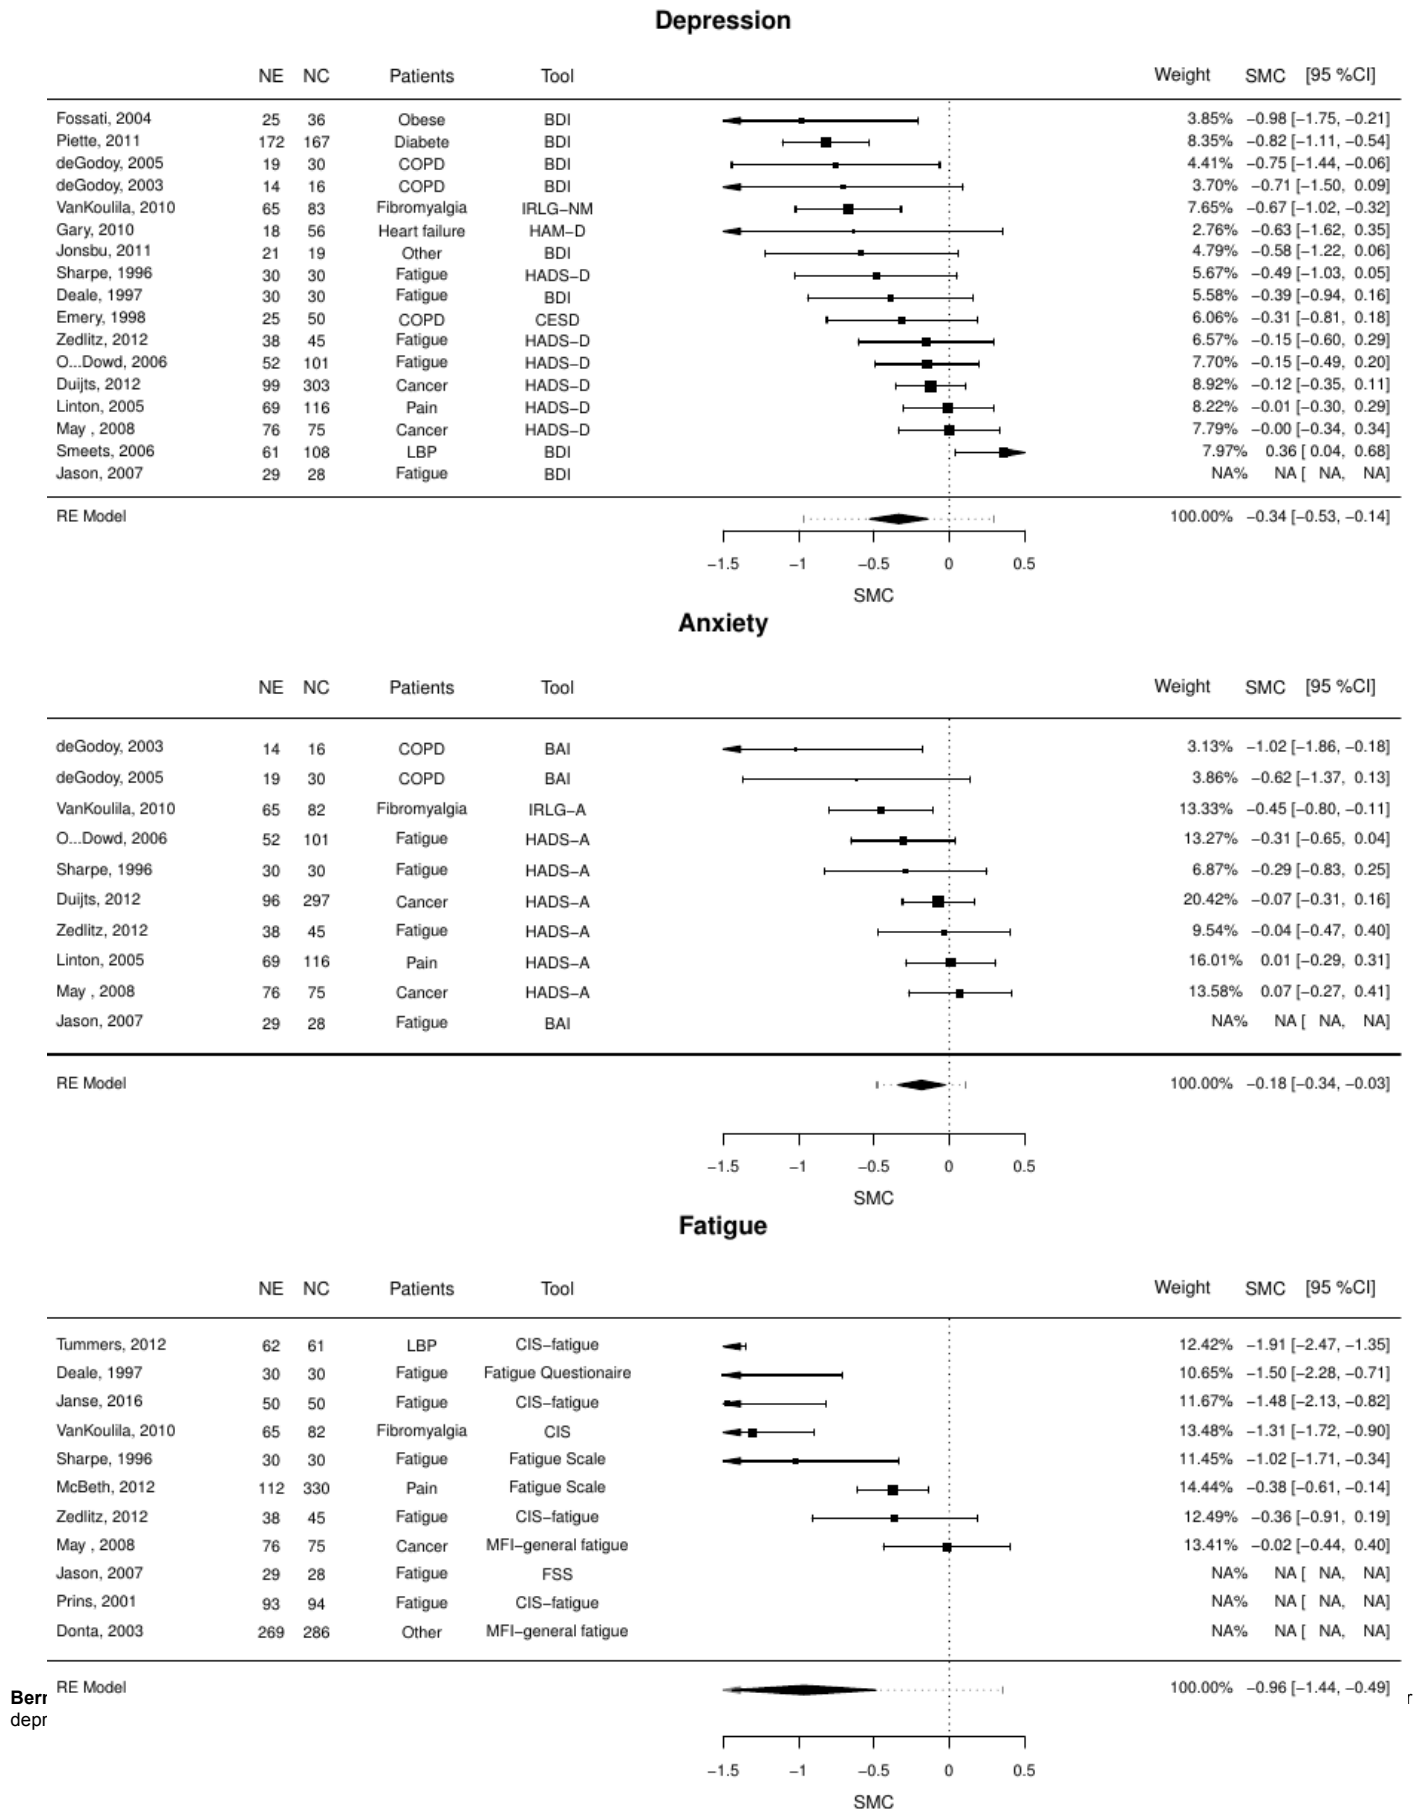 Depression
NE NC Patients Tool Weight SMC [95 %CI]
Fossati, 2004 25 36 Obese BDI 3.85% −0.98 [−1.75, −0.21]
Piette, 2011 172 167 Diabete BDI 8.35% −0.82 [−1.11, −0.54]
deGodoy, 2005 19 30 COPD BDI 4.41% −0.75 [−1.44, −0.06]
deGodoy, 2003 14 16 COPD BDI 3.70% −0.71 [−1.50, 0.09]
VanKoulila, 2010 65 83 Fibromyalgia IRLG−NM 7.65% −0.67 [−1.02, −0.32]
Gary, 2010 18 56 Heart failure HAM−D 2.76% −0.63 [−1.62, 0.35]
Jonsbu, 2011 21 19 Other BDI 4.79% −0.58 [−1.22, 0.06]
Sharpe, 1996 30 30 Fatigue HADS−D 5.67% −0.49 [−1.03, 0.05]
Deale, 1997 30 30 Fatigue BDI 5.58% −0.39 [−0.94, 0.16]
Emery, 1998 25 50 COPD CESD 6.06% −0.31 [−0.81, 0.18]
Zedlitz, 2012 38 45 Fatigue HADS−D 6.57% −0.15 [−0.60, 0.29]
O...Dowd, 2006 52 101 Fatigue HADS−D 7.70% −0.15 [−0.49, 0.20]
Duijts, 2012 99 303 Cancer HADS−D 8.92% −0.12 [−0.35, 0.11]
Linton, 2005 69 116 Pain HADS−D 8.22% −0.01 [−0.30, 0.29]
May , 2008 76 75 Cancer HADS−D 7.79% −0.00 [−0.34, 0.34]
Smeets, 2006 61 108 LBP BDI 7.97% 0.36 [ 0.04, 0.68]
Jason, 2007 29 28 Fatigue BDI NA% NA [ NA, NA]
RE Model 100.00% −0.34 [−0.53, −0.14]
−1.5 −1 −0.5 0 0.5
SMC
Anxiety
NE NC Patients Tool Weight SMC [95 %CI]
deGodoy, 2003 14 16 COPD BAI 3.13% −1.02 [−1.86, −0.18]
deGodoy, 2005 19 30 COPD BAI 3.86% −0.62 [−1.37, 0.13]
VanKoulila, 2010 65 82 Fibromyalgia IRLG−A 13.33% −0.45 [−0.80, −0.11]
O...Dowd, 2006 52 101 Fatigue HADS−A 13.27% −0.31 [−0.65, 0.04]
Sharpe, 1996 30 30 Fatigue HADS−A 6.87% −0.29 [−0.83, 0.25]
Duijts, 2012 96 297 Cancer HADS−A 20.42% −0.07 [−0.31, 0.16]
Zedlitz, 2012 38 45 Fatigue HADS−A 9.54% −0.04 [−0.47, 0.40]
Linton, 2005 69 116 Pain HADS−A 16.01% 0.01 [−0.29, 0.31]
May , 2008 76 75 Cancer HADS−A 13.58% 0.07 [−0.27, 0.41]
Jason, 2007 29 28 Fatigue BAI NA% NA [ NA, NA]
RE Model 100.00% −0.18 [−0.34, −0.03]
−1.5 −1 −0.5 0 0.5
SMC
Fatigue
NE NC Patients Tool Weight SMC [95 %CI]
Tummers, 2012 62 61 LBP CIS−fatigue 12.42% −1.91 [−2.47, −1.35]
Deale, 1997 30 30 Fatigue Fatigue Questionaire 10.65% −1.50 [−2.28, −0.71]
Janse, 2016 50 50 Fatigue CIS−fatigue 11.67% −1.48 [−2.13, −0.82]
VanKoulila, 2010 65 82 Fibromyalgia CIS 13.48% −1.31 [−1.72, −0.90]
Sharpe, 1996 30 30 Fatigue Fatigue Scale 11.45% −1.02 [−1.71, −0.34]
McBeth, 2012 112 330 Pain Fatigue Scale 14.44% −0.38 [−0.61, −0.14]
Zedlitz, 2012 38 45 Fatigue CIS−fatigue 12.49% −0.36 [−0.91, 0.19]
May , 2008 76 75 Cancer MFI−general fatigue 13.41% −0.02 [−0.44, 0.40]
Jason, 2007 29 28 Fatigue FSS NA% NA [ NA, NA]
Prins, 2001 93 94 Fatigue CIS−fatigue NA% NA [ NA, NA]
Donta, 2003 269 286 Other MFI−general fatigue NA% NA [ NA, NA]
RE Model 100.00% −0.96 [−1.44, −0.49]
−1.5 −1 −0.5 0 0.5
SMC